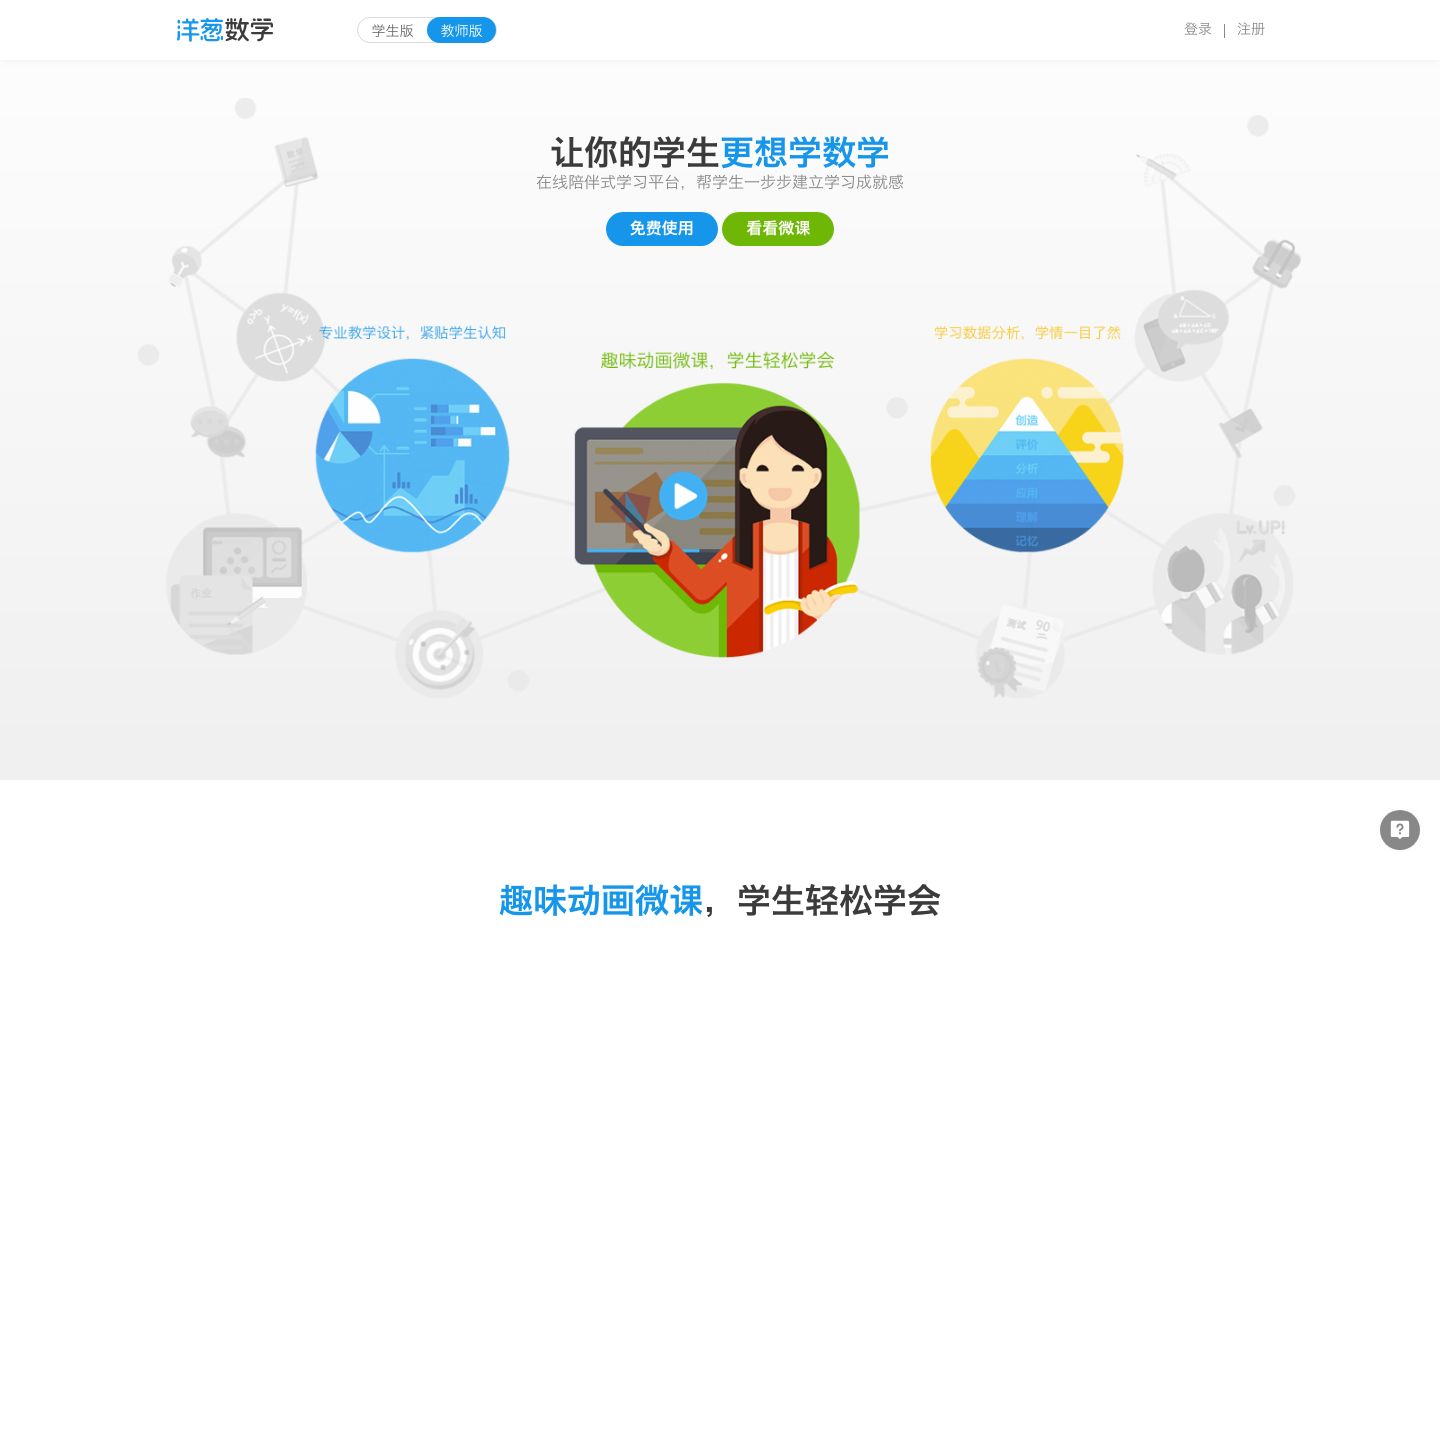 洋葱数学
学生版 教师版
登录 | 注册
让你的学生更想学数学
在线陪伴式学习平台，帮学生一步步建立学习成就感
免费使用 看看微课
专业教学设计，紧贴学生认知
趣味动画微课，学生轻松学会
学习数据分析，学情一目了然
a>b
y=f(x)
y
x
创造
评价
分析
应用
理解
记忆
作业
测试 90
Lv.UP!
趣味动画微课，学生轻松学会